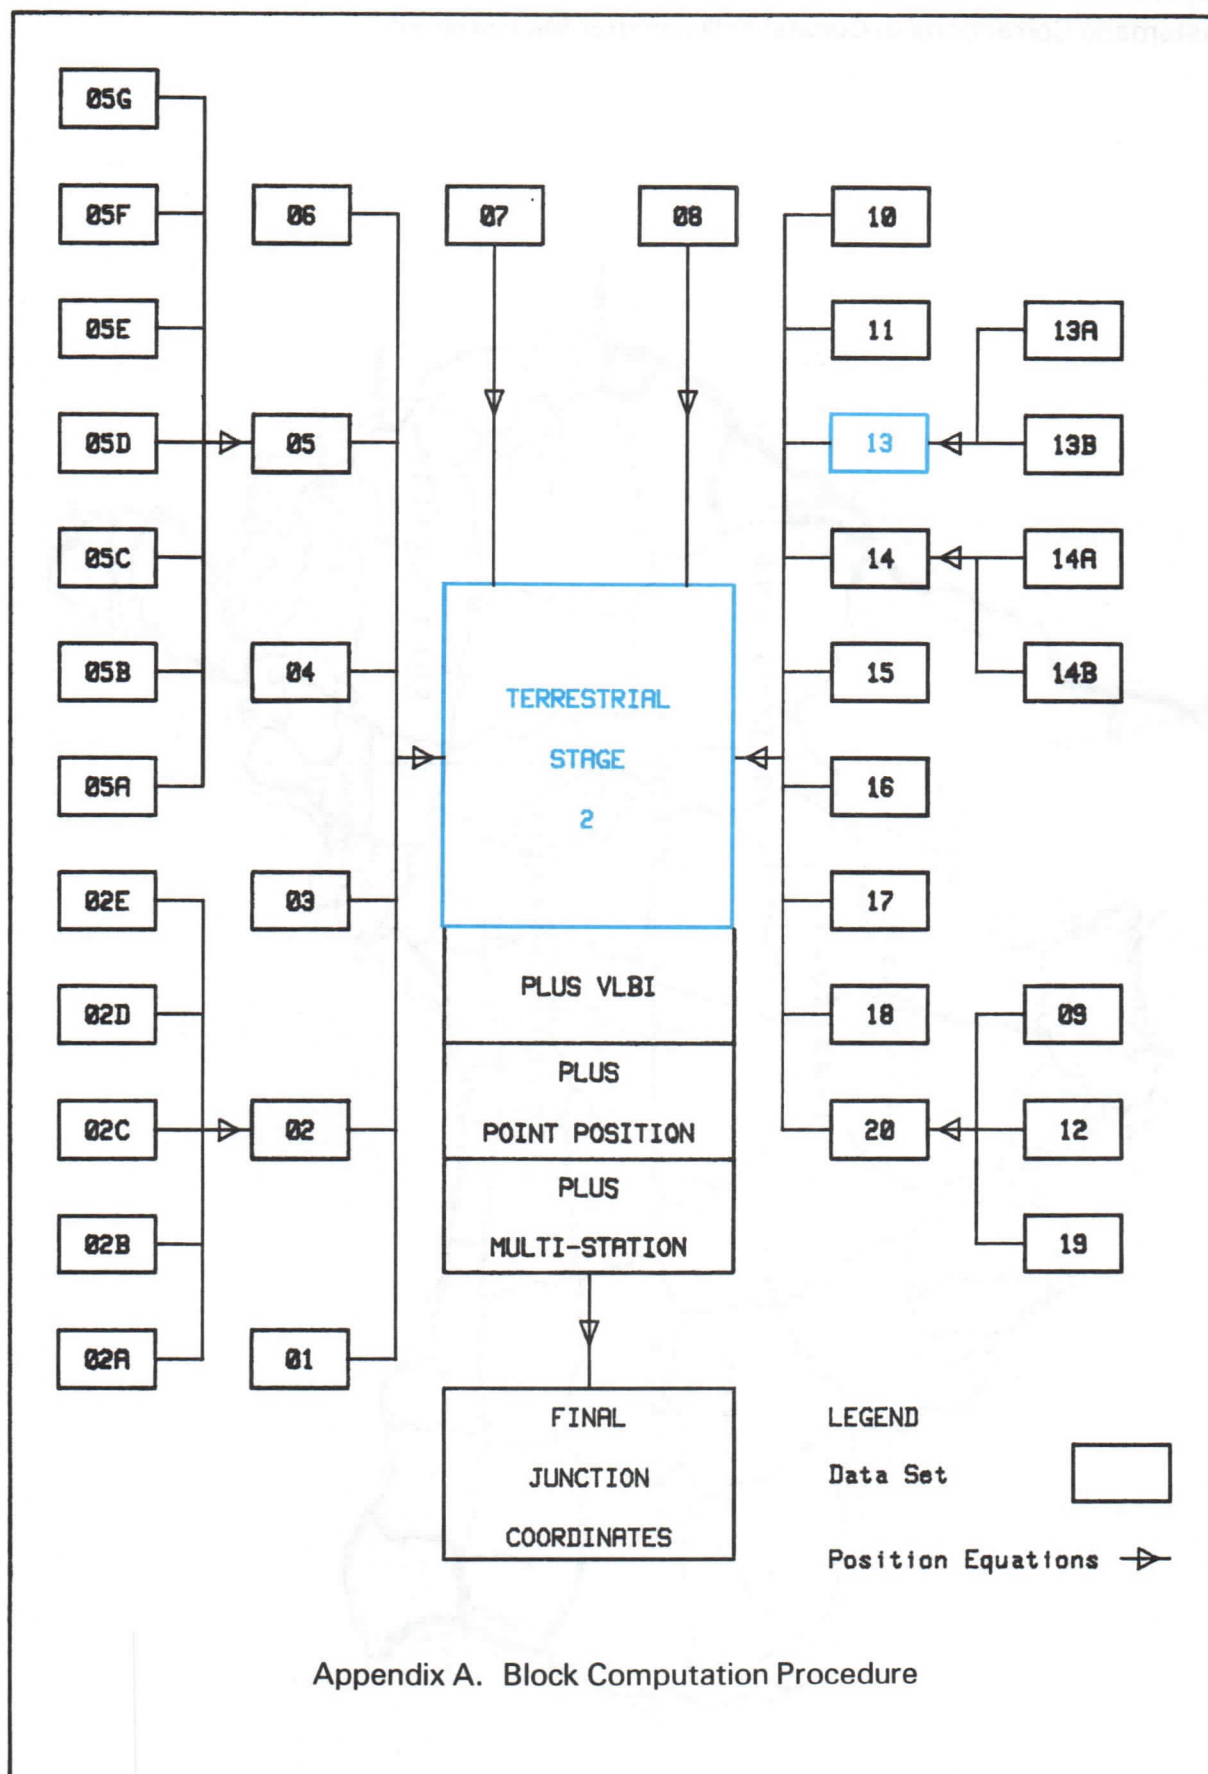 05G
05F
06
07
08
10
05E
11
13A
05D
05
13
13B
05C
14
14A
05B
04
15
14B
TERRESTRIAL
STAGE
2
05A
16
02E
03
17
02D
PLUS VLBI
18
09
PLUS
02C
02
POINT POSITION
20
12
PLUS
02B
MULTI-STATION
19
02A
01
FINAL
JUNCTION
COORDINATES
LEGEND
Data Set
Position Equations
Appendix A. Block Computation Procedure